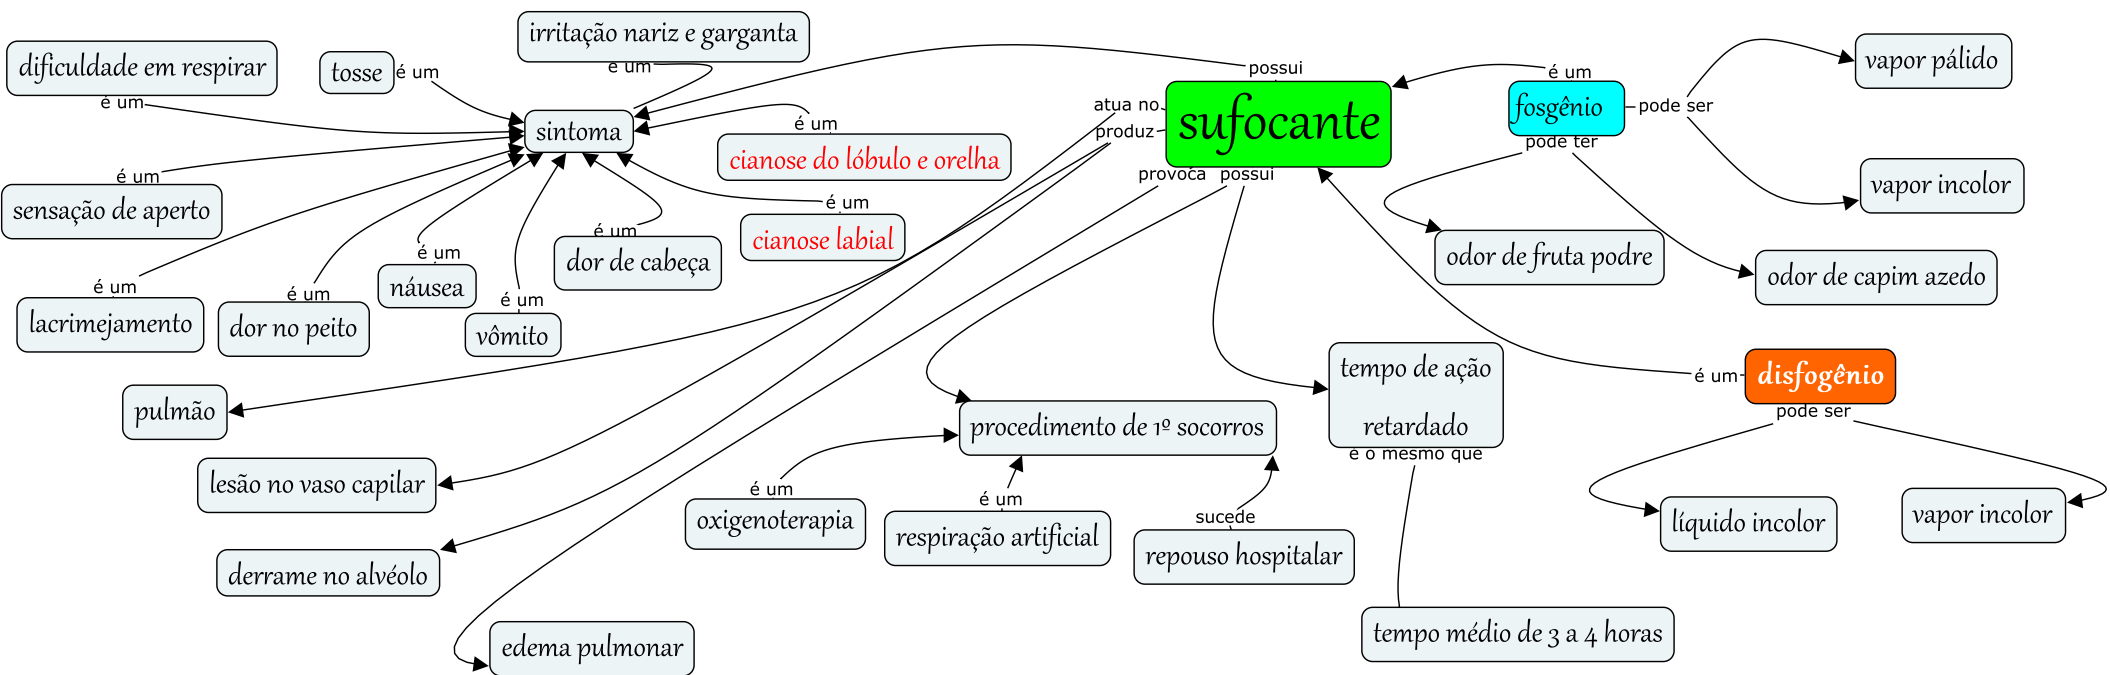 irritação nariz e garganta
é um
dificuldade em respirar
é um
tosse
é um
sintoma
possui
é um
cianose do lóbulo e orelha
é um
cianose labial
é um
sensação de aperto
é um
lacrimejamento
é um
dor no peito
é um
náusea
é um
vômito
é um
dor de cabeça
atua no
produz
sufocante
provoca
possui
é um
fosgênio
pode ser
pode ter
vapor pálido
vapor incolor
odor de fruta podre
odor de capim azedo
pulmão
lesão no vaso capilar
derrame no alvéolo
edema pulmonar
procedimento de 1º socorros
é um
oxigenoterapia
é um
respiração artificial
sucede
repouso hospitalar
tempo de ação
retardado
é o mesmo que
tempo médio de 3 a 4 horas
é um
disfogênio
pode ser
líquido incolor
vapor incolor